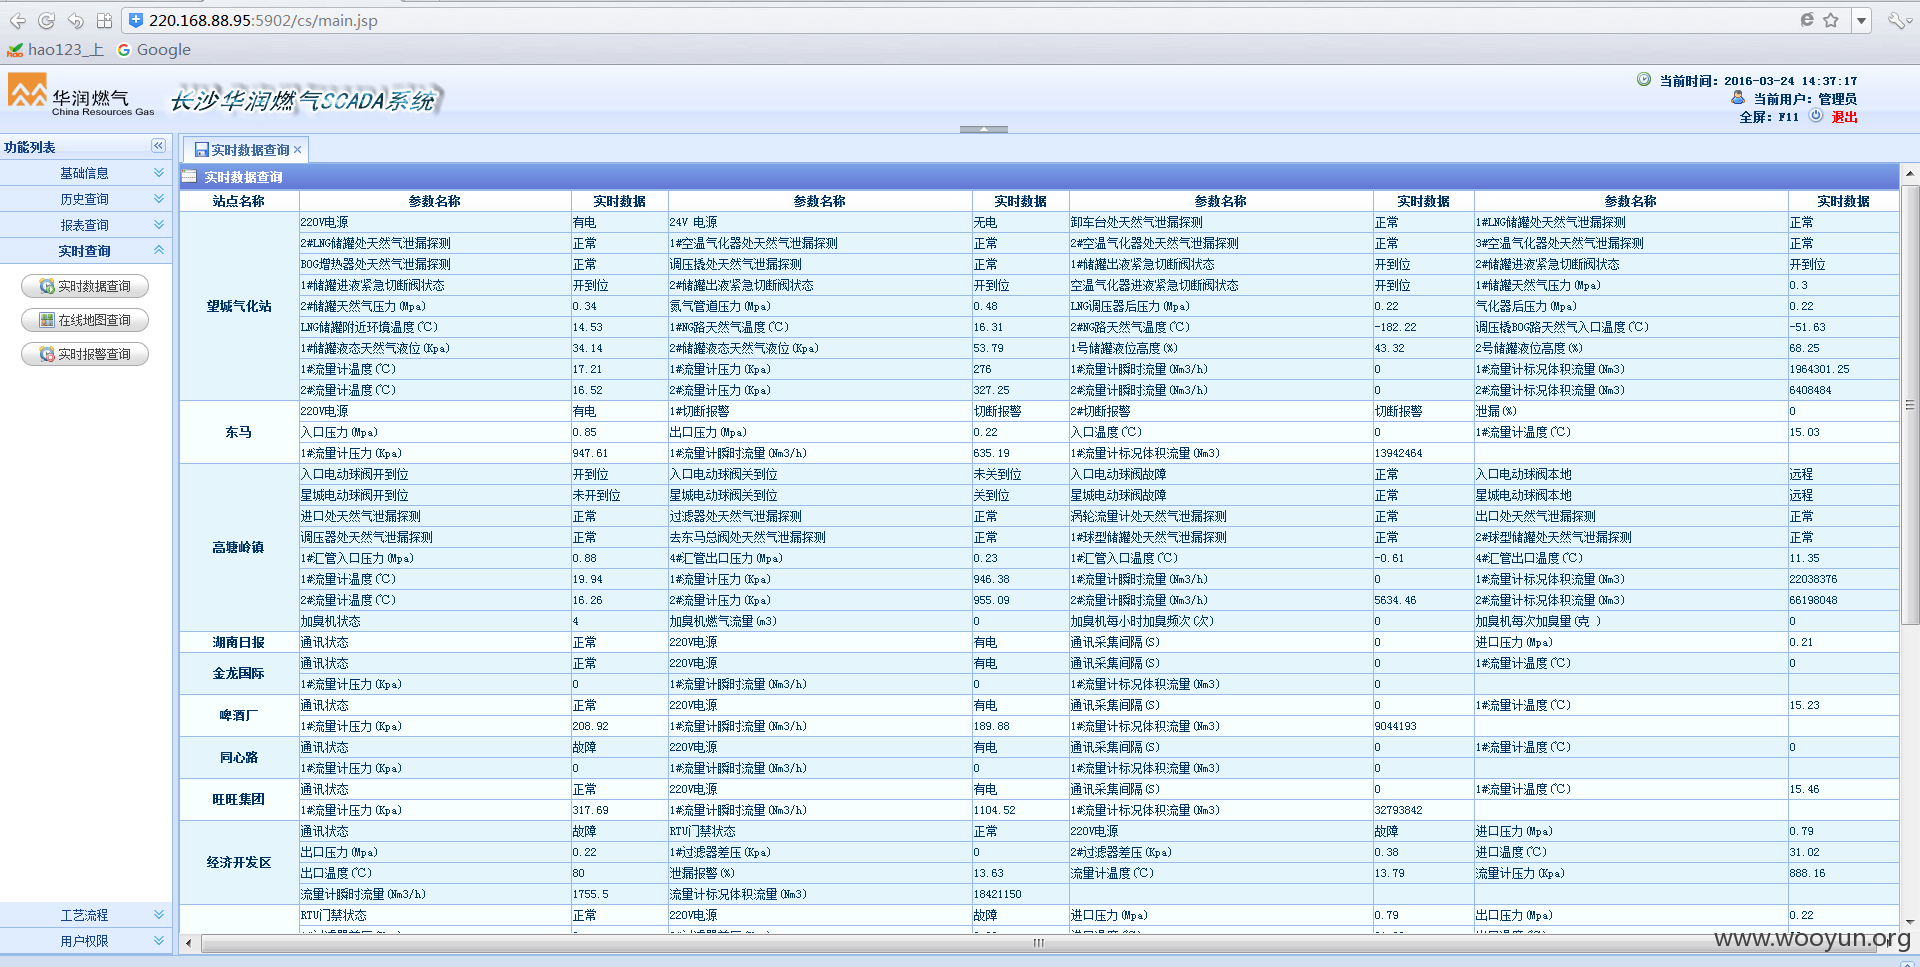 220.168.88.95:5902/cs/main.jsp
hao123_上 Google
华润燃气
China Resources Gas
长沙华润燃气SCADA系统
当前时间：2016-03-24 14:37:17
当前用户：管理员
全屏：F11 退出
功能列表
基础信息
历史查询
报表查询
实时查询
实时数据查询
在线地图查询
实时报警查询
工艺流程
用户权限
实时数据查询
实时数据查询
站点名称 参数名称 实时数据 参数名称 实时数据 参数名称 实时数据 参数名称 实时数据
望城气化站
220V电源 有电 24V 电源 无电 卸车台处天然气泄漏探测 正常 1#LNG储罐处天然气泄漏探测 正常
2#LNG储罐处天然气泄漏探测 正常 1#空温气化器处天然气泄漏探测 正常 2#空温气化器处天然气泄漏探测 正常 3#空温气化器处天然气泄漏探测 正常
BOG增热器处天然气泄漏探测 正常 调压撬处天然气泄漏探测 正常 1#储罐出液紧急切断阀状态 开到位 2#储罐进液紧急切断阀状态 开到位
1#储罐进液紧急切断阀状态 开到位 2#储罐出液紧急切断阀状态 开到位 空温气化器进液紧急切断阀状态 开到位 1#储罐天然气压力(Mpa) 0.3
2#储罐天然气压力(Mpa) 0.34 氮气管道压力(Mpa) 0.48 LNG调压器后压力(Mpa) 0.22 气化器后压力(Mpa) 0.22
LNG储罐附近环境温度(℃) 14.53 1#NG路天然气温度(℃) 16.31 2#NG路天然气温度(℃) -182.22 调压橇BOG路天然气入口温度(℃) -51.63
1#储罐液态天然气液位(Kpa) 34.14 2#储罐液态天然气液位(Kpa) 53.79 1号储罐液位高度(%) 43.32 2号储罐液位高度(%) 68.25
1#流量计温度(℃) 17.21 1#流量计压力(Kpa) 276 1#流量计瞬时流量(Nm3/h) 0 1#流量计标况体积流量(Nm3) 1964301.25
2#流量计温度(℃) 16.52 2#流量计压力(Kpa) 327.25 2#流量计瞬时流量(Nm3/h) 0 2#流量计标况体积流量(Nm3) 6408484
东马
220V电源 有电 1#切断报警 切断报警 2#切断报警 切断报警 泄漏(%) 0
入口压力(Mpa) 0.85 出口压力(Mpa) 0.22 入口温度(℃) 0 1#流量计温度(℃) 15.03
1#流量计压力(Kpa) 947.61 1#流量计瞬时流量(Nm3/h) 635.19 1#流量计标况体积流量(Nm3) 13942464
高塘岭镇
入口电动球阀开到位 开到位 入口电动球阀关到位 未关到位 入口电动球阀故障 正常 入口电动球阀本地 远程
星城电动球阀开到位 未开到位 星城电动球阀关到位 关到位 星城电动球阀故障 正常 星城电动球阀本地 远程
进口处天然气泄漏探测 正常 过滤器处天然气泄漏探测 正常 涡轮流量计处天然气泄漏探测 正常 出口处天然气泄漏探测 正常
调压器处天然气泄漏探测 正常 去东马总阀处天然气泄漏探测 正常 1#球型储罐处天然气泄漏探测 正常 2#球型储罐处天然气泄漏探测 正常
1#汇管入口压力(Mpa) 0.88 4#汇管出口压力(Mpa) 0.23 1#汇管入口温度(℃) -0.61 4#汇管出口温度(℃) 11.35
1#流量计温度(℃) 19.94 1#流量计压力(Kpa) 946.38 1#流量计瞬时流量(Nm3/h) 0 1#流量计标况体积流量(Nm3) 22038376
2#流量计温度(℃) 16.26 2#流量计压力(Kpa) 955.09 2#流量计瞬时流量(Nm3/h) 5634.46 2#流量计标况体积流量(Nm3) 66198048
加臭机状态 4 加臭机燃气流量(m3) 0 加臭机每小时加臭频次(次) 0 加臭机每次加臭量(克 ) 0
湖南日报 通讯状态 正常 220V电源 有电 通讯采集间隔(S) 0 进口压力(Mpa) 0.21
金龙国际
通讯状态 正常 220V电源 有电 通讯采集间隔(S) 0 1#流量计温度(℃) 0
1#流量计压力(Kpa) 0 1#流量计瞬时流量(Nm3/h) 0 1#流量计标况体积流量(Nm3) 0
啤酒厂
通讯状态 正常 220V电源 有电 通讯采集间隔(S) 0 1#流量计温度(℃) 15.23
1#流量计压力(Kpa) 208.92 1#流量计瞬时流量(Nm3/h) 189.88 1#流量计标况体积流量(Nm3) 9044193
同心路
通讯状态 故障 220V电源 有电 通讯采集间隔(S) 0 1#流量计温度(℃) 0
1#流量计压力(Kpa) 0 1#流量计瞬时流量(Nm3/h) 0 1#流量计标况体积流量(Nm3) 0
旺旺集团
通讯状态 正常 220V电源 有电 通讯采集间隔(S) 0 1#流量计温度(℃) 15.46
1#流量计压力(Kpa) 317.69 1#流量计瞬时流量(Nm3/h) 1104.52 1#流量计标况体积流量(Nm3) 32793842
经济开发区
通讯状态 故障 RTU门禁状态 正常 220V电源 故障 进口压力(Mpa) 0.79
出口压力(Mpa) 0.22 1#过滤器差压(Kpa) 0 2#过滤器差压(Kpa) 0.38 进口温度(℃) 31.02
出口温度(℃) 80 泄漏报警(%) 13.63 流量计温度(℃) 13.79 流量计压力(Kpa) 888.16
流量计瞬时流量(Nm3/h) 1755.5 流量计标况体积流量(Nm3) 18421150
RTU门禁状态 正常 220V电源 故障 进口压力(Mpa) 0.79 出口压力(Mpa) 0.22
www.wooyun.org